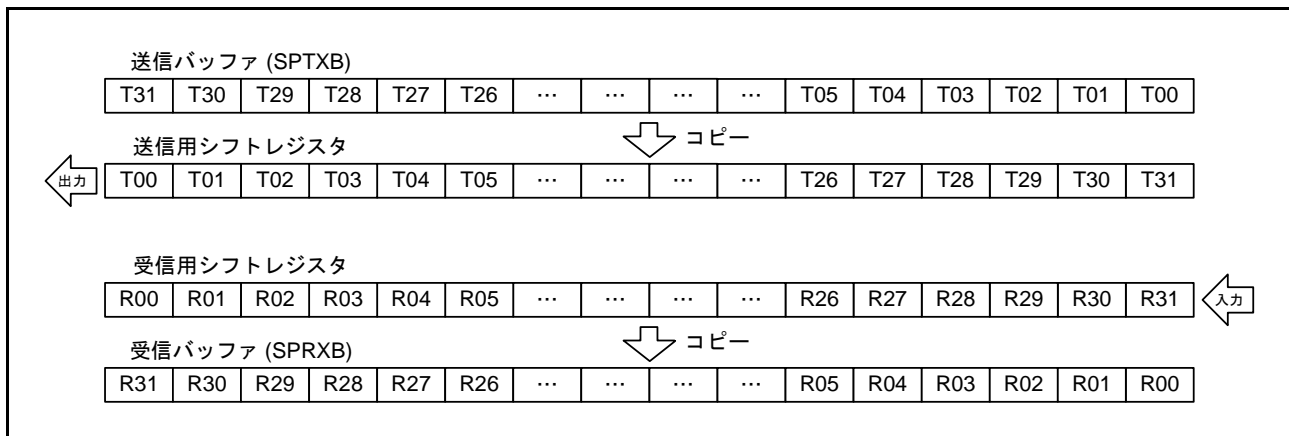 送信バッファ (SPTXB)
T31 T30 T29 T28 T27 T26 … … … … T05 T04 T03 T02 T01 T00
コピー
送信用シフトレジスタ
出力 T00 T01 T02 T03 T04 T05 … … … … T26 T27 T28 T29 T30 T31
受信用シフトレジスタ
R00 R01 R02 R03 R04 R05 … … … … R26 R27 R28 R29 R30 R31 入力
コピー
受信バッファ (SPRXB)
R31 R30 R29 R28 R27 R26 … … … … R05 R04 R03 R02 R01 R00